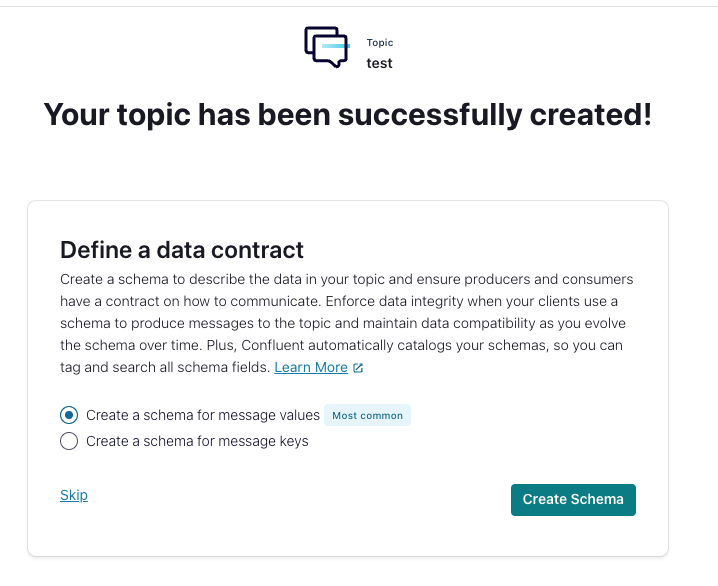 Topic
test
Your topic has been successfully created!
Define a data contract
Create a schema to describe the data in your topic and ensure producers and consumers
have a contract on how to communicate. Enforce data integrity when your clients use a
schema to produce messages to the topic and maintain data compatibility as you evolve
the schema over time. Plus, Confluent automatically catalogs your schemas, so you can
tag and search all schema fields. Learn More
Create a schema for message values Most common
Create a schema for message keys
Skip Create Schema